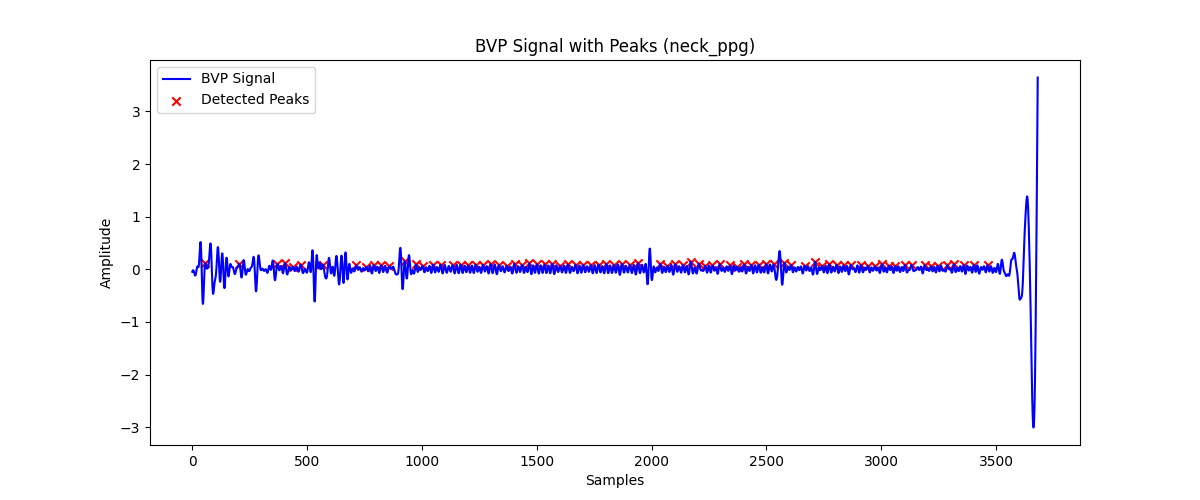 BVP Signal with Peaks (neck_ppg)
BVP Signal
Detected Peaks
Amplitude
3
2
1
0
−1
−2
−3
0 500 1000 1500 2000 2500 3000 3500
Samples